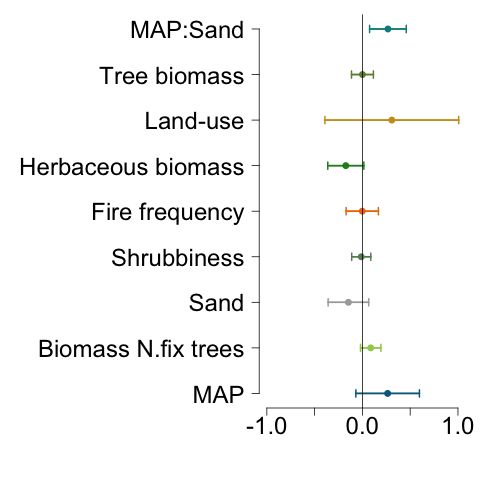 MAP:Sand
Tree biomass
Land-use
Herbaceous biomass
Fire frequency
Shrubbiness
Sand
Biomass N.fix trees
MAP
-1.0 0.0 1.0